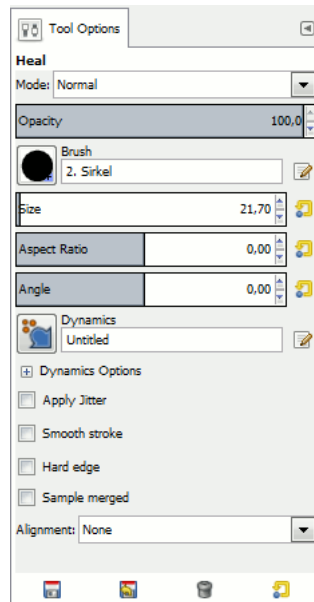 Tool Options
Heal
Mode: Normal
Opacity 100,0
Brush
2. Sirkel
Size 21,70
Aspect Ratio 0,00
Angle 0,00
Dynamics
Untitled
Dynamics Options
Apply Jitter
Smooth stroke
Hard edge
Sample merged
Alignment: None